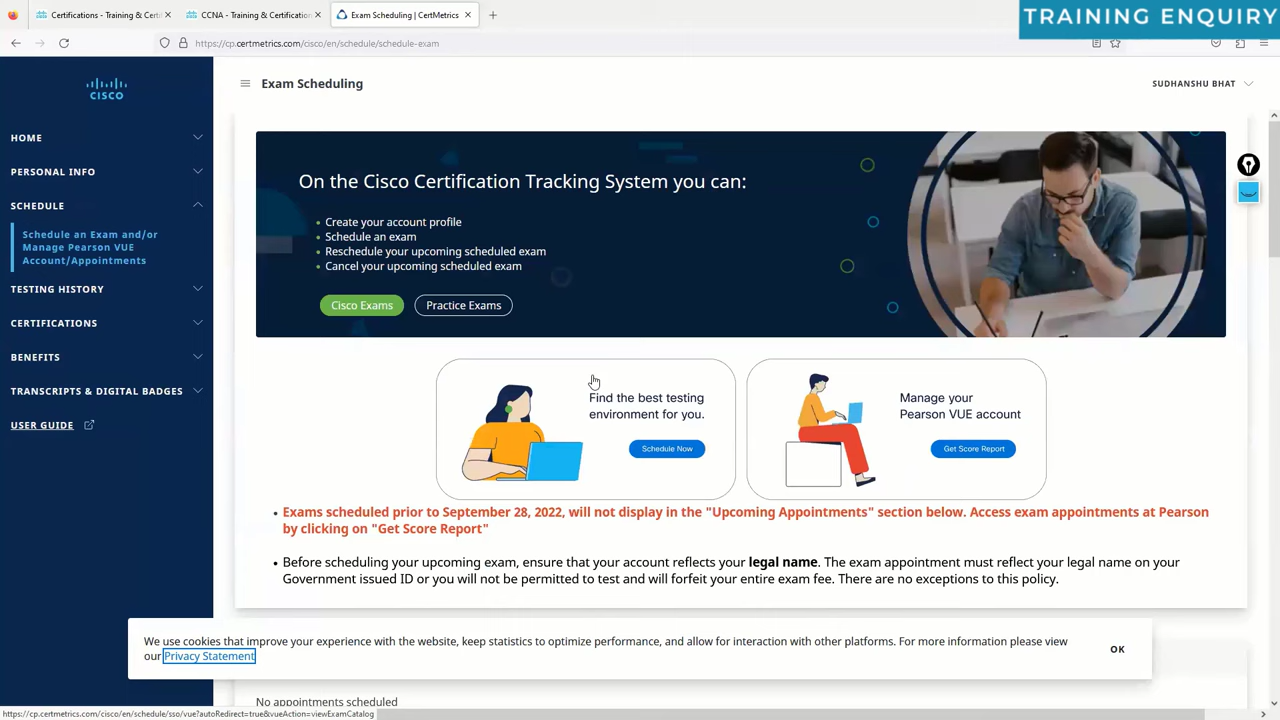 Certifications - Training & Certifi
CCNA - Training & Certification
Exam Scheduling | CertMetrics
TRAINING ENQUIRY
https://cp.certmetrics.com/cisco/en/schedule/schedule-exam
CISCO
Exam Scheduling
SUDHANSHU BHAT
HOME
PERSONAL INFO
SCHEDULE
Schedule an Exam and/or
Manage Pearson VUE
Account/Appointments
TESTING HISTORY
CERTIFICATIONS
BENEFITS
TRANSCRIPTS & DIGITAL BADGES
USER GUIDE
On the Cisco Certification Tracking System you can:
• Create your account profile
• Schedule an exam
• Reschedule your upcoming scheduled exam
• Cancel your upcoming scheduled exam
Cisco Exams
Practice Exams
Find the best testing
environment for you.
Schedule Now
Manage your
Pearson VUE account
Get Score Report
• Exams scheduled prior to September 28, 2022, will not display in the "Upcoming Appointments" section below. Access exam appointments at Pearson
by clicking on "Get Score Report"
• Before scheduling your upcoming exam, ensure that your account reflects your legal name. The exam appointment must reflect your legal name on your
Government issued ID or you will not be permitted to test and will forfeit your entire exam fee. There are no exceptions to this policy.
We use cookies that improve your experience with the website, keep statistics to optimize performance, and allow for interaction with other platforms. For more information please view
our Privacy Statement
OK
No appointments scheduled
https://cp.certmetrics.com/cisco/en/schedule/sso/vue?autoRedirect=true&vueAction=viewExamCatalog